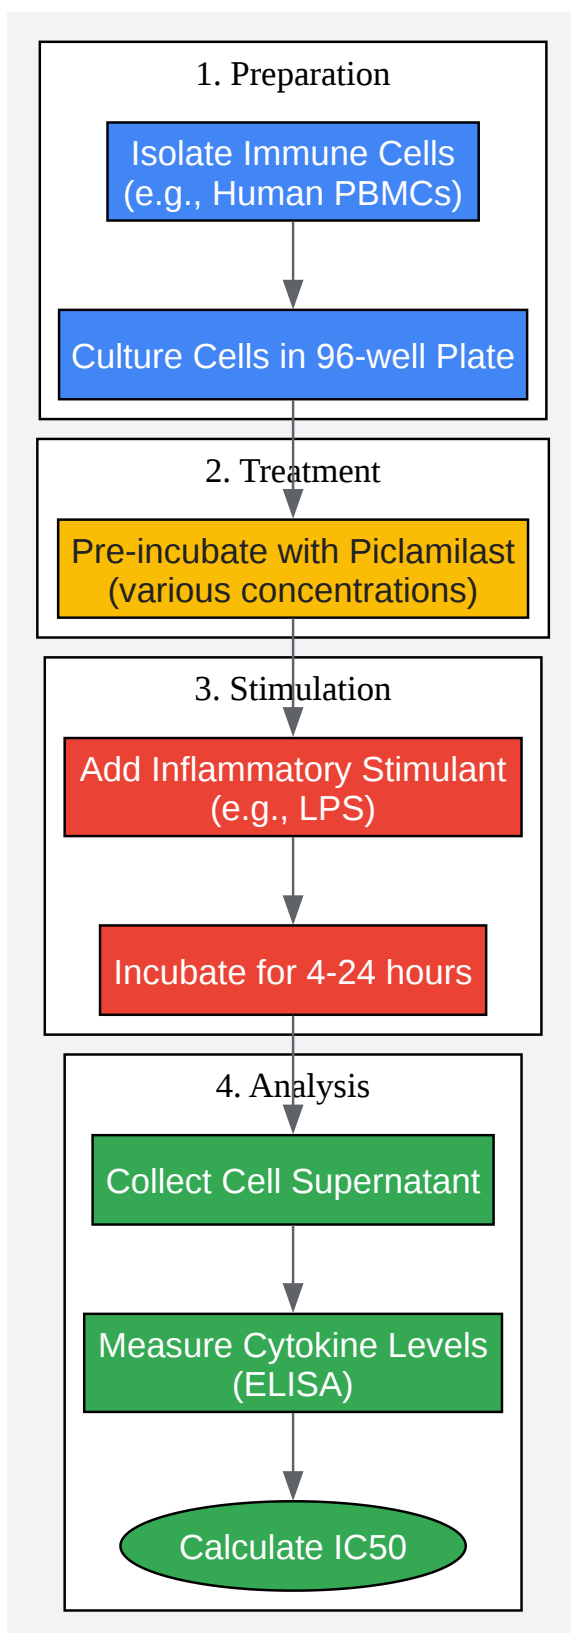 1. Preparation
Isolate Immune Cells
(e.g., Human PBMCs)
Culture Cells in 96-well Plate
2. Treatment
Pre-incubate with Piclamilast
(various concentrations)
3. Stimulation
Add Inflammatory Stimulant
(e.g., LPS)
Incubate for 4-24 hours
4. Analysis
Collect Cell Supernatant
Measure Cytokine Levels
(ELISA)
Calculate IC50